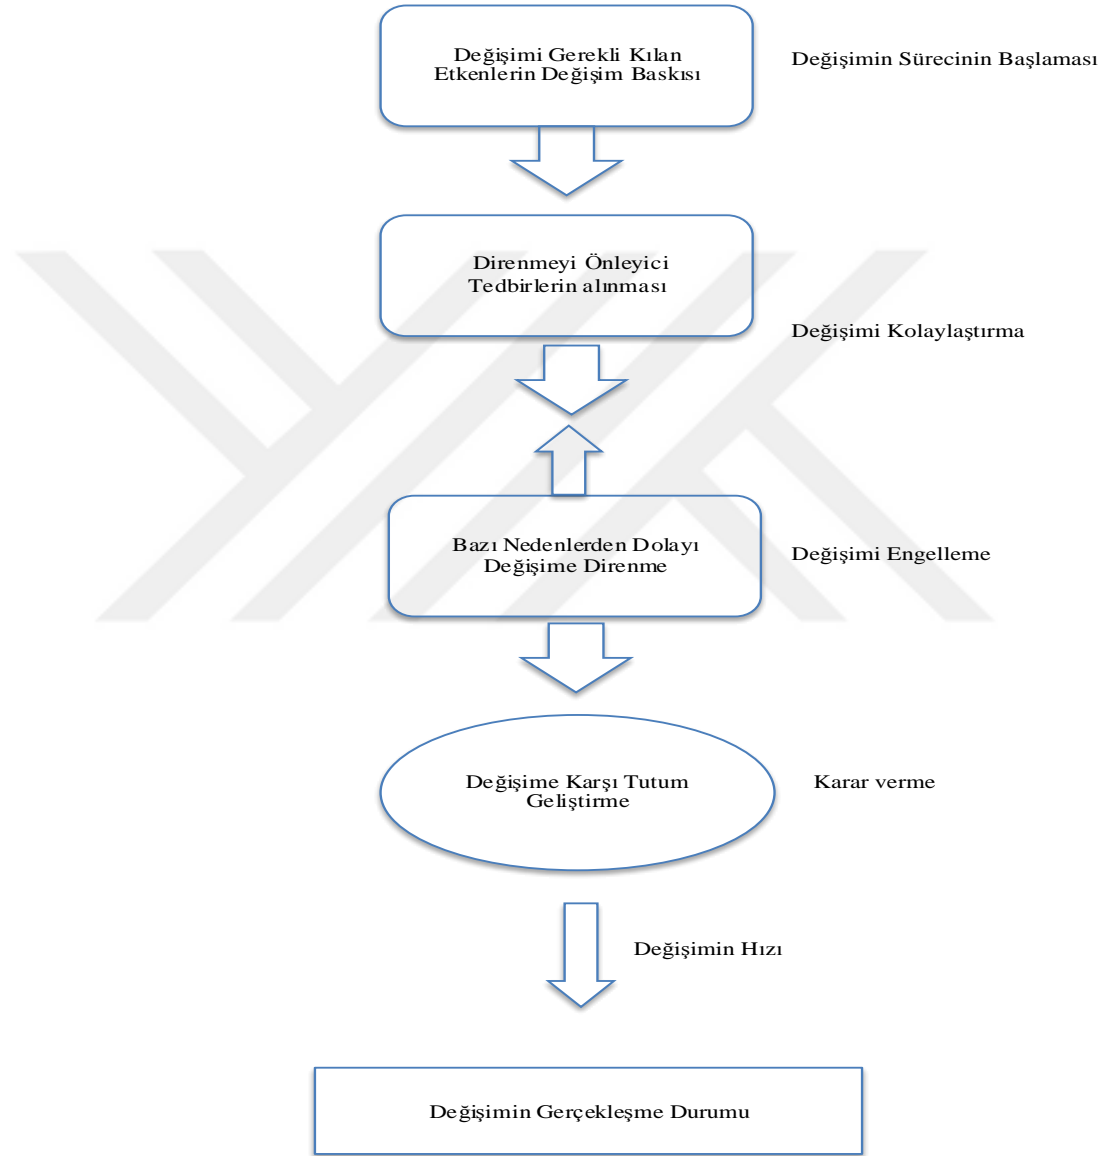 Değişimi Gerekli Kılan
Etkenlerin Değişim Baskısı
Değişimin Sürecinin Başlaması
Direnmeyi Önleyici
Tedbirlerin alınması
Değişimi Kolaylaştırma
Bazı Nedenlerden Dolayı
Değişime Direnme
Değişimi Engelleme
Değişime Karşı Tutum
Geliştirme
Karar verme
Değişimin Hızı
Değişimin Gerçekleşme Durumu